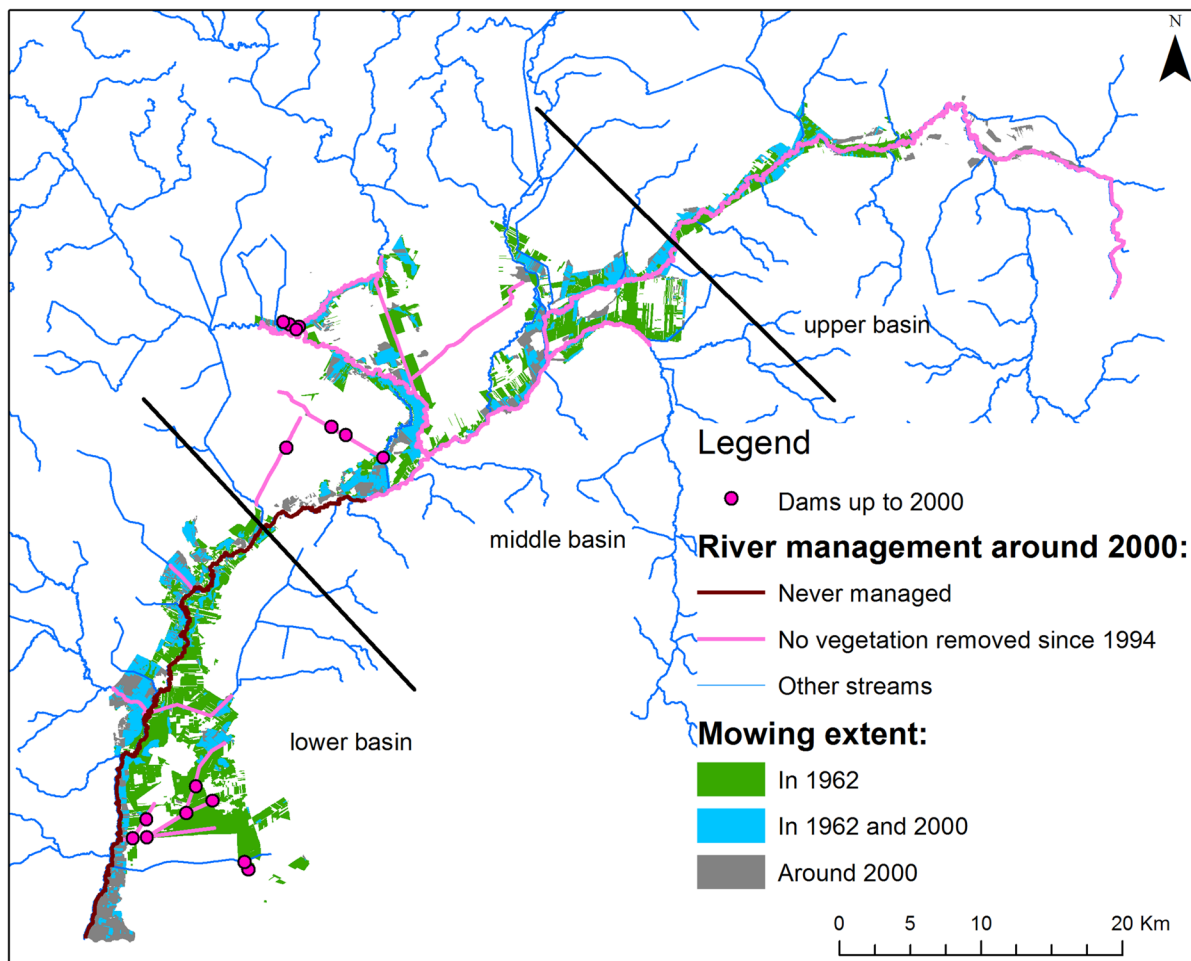 N
upper basin
middle basin
lower basin
Legend
Dams up to 2000
River management around 2000:
Never managed
No vegetation removed since 1994
Other streams
Mowing extent:
In 1962
In 1962 and 2000
Around 2000
0 5 10 20 Km